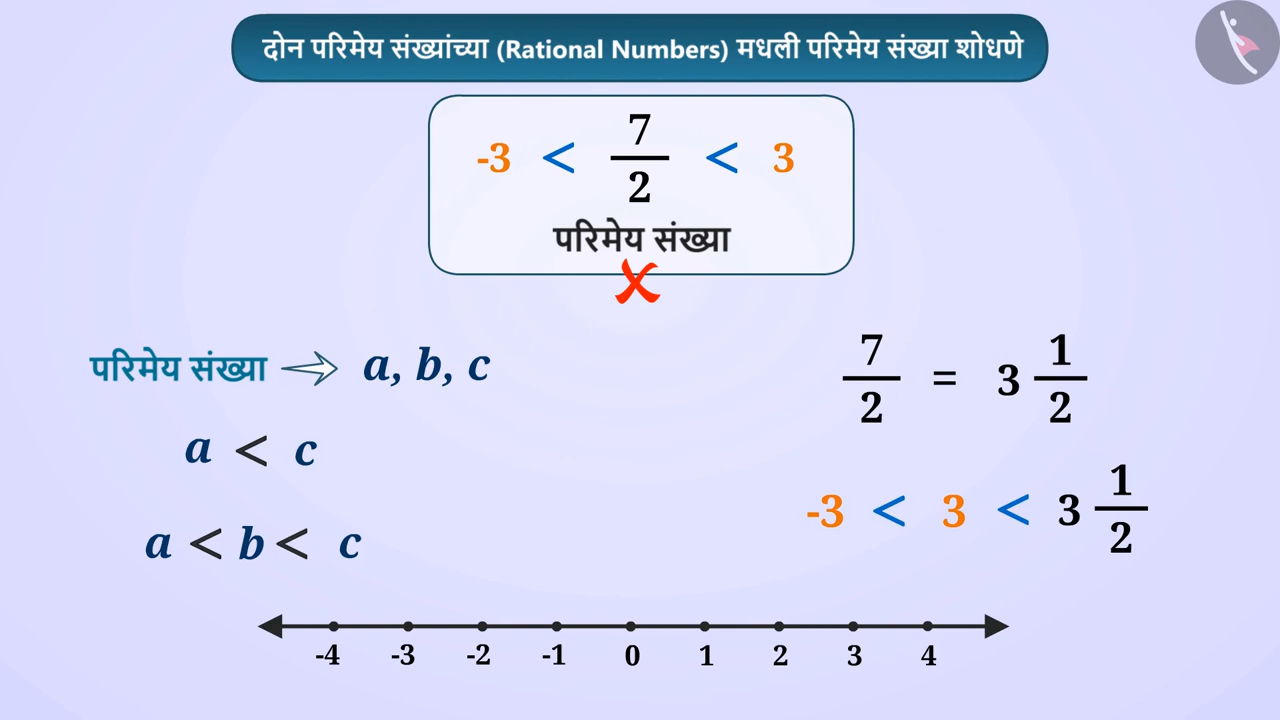 दोन परिमेय संख्यांच्या (Rational Numbers) मधली परिमेय संख्या शोधणे
-3 < 7/2 < 3
परिमेय संख्या
✗
परिमेय संख्या ⇒ a, b, c
7/2 = 3 1/2
a < c
-3 < 3 < 3 1/2
a < b < c
-4 -3 -2 -1 0 1 2 3 4